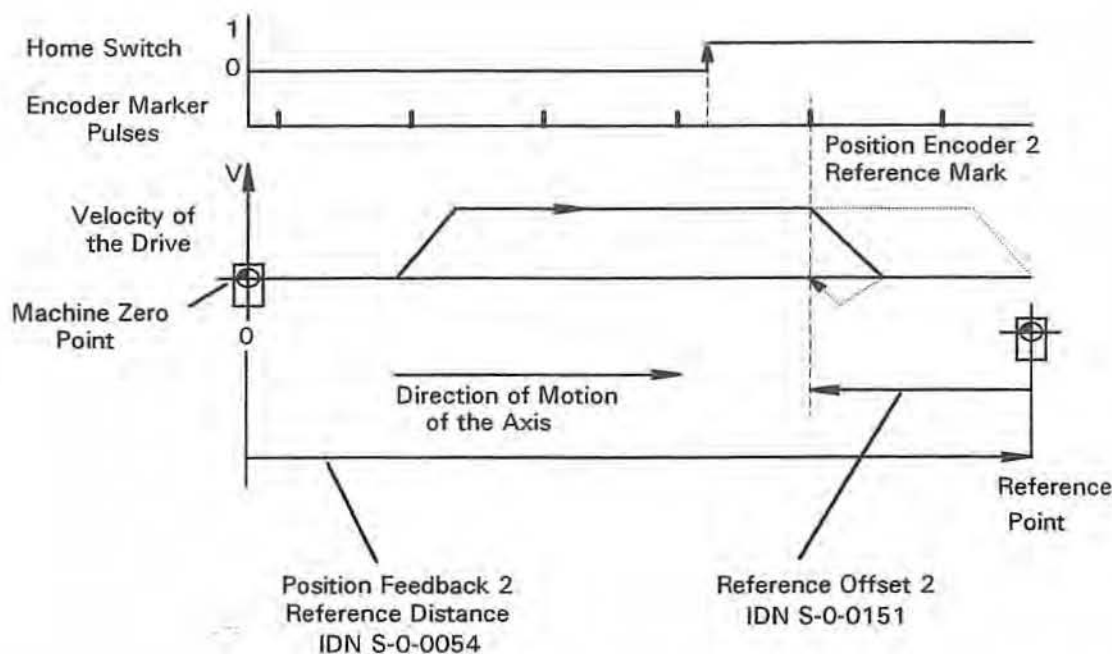 1
Home Switch
0
Encoder Marker
Pulses
Position Encoder 2
Reference Mark
V
Velocity of
the Drive
Machine Zero
Point
0
Direction of Motion
of the Axis
Reference
Point
Position Feedback 2
Reference Distance
IDN S-0-0054
Reference Offset 2
IDN S-0-0151